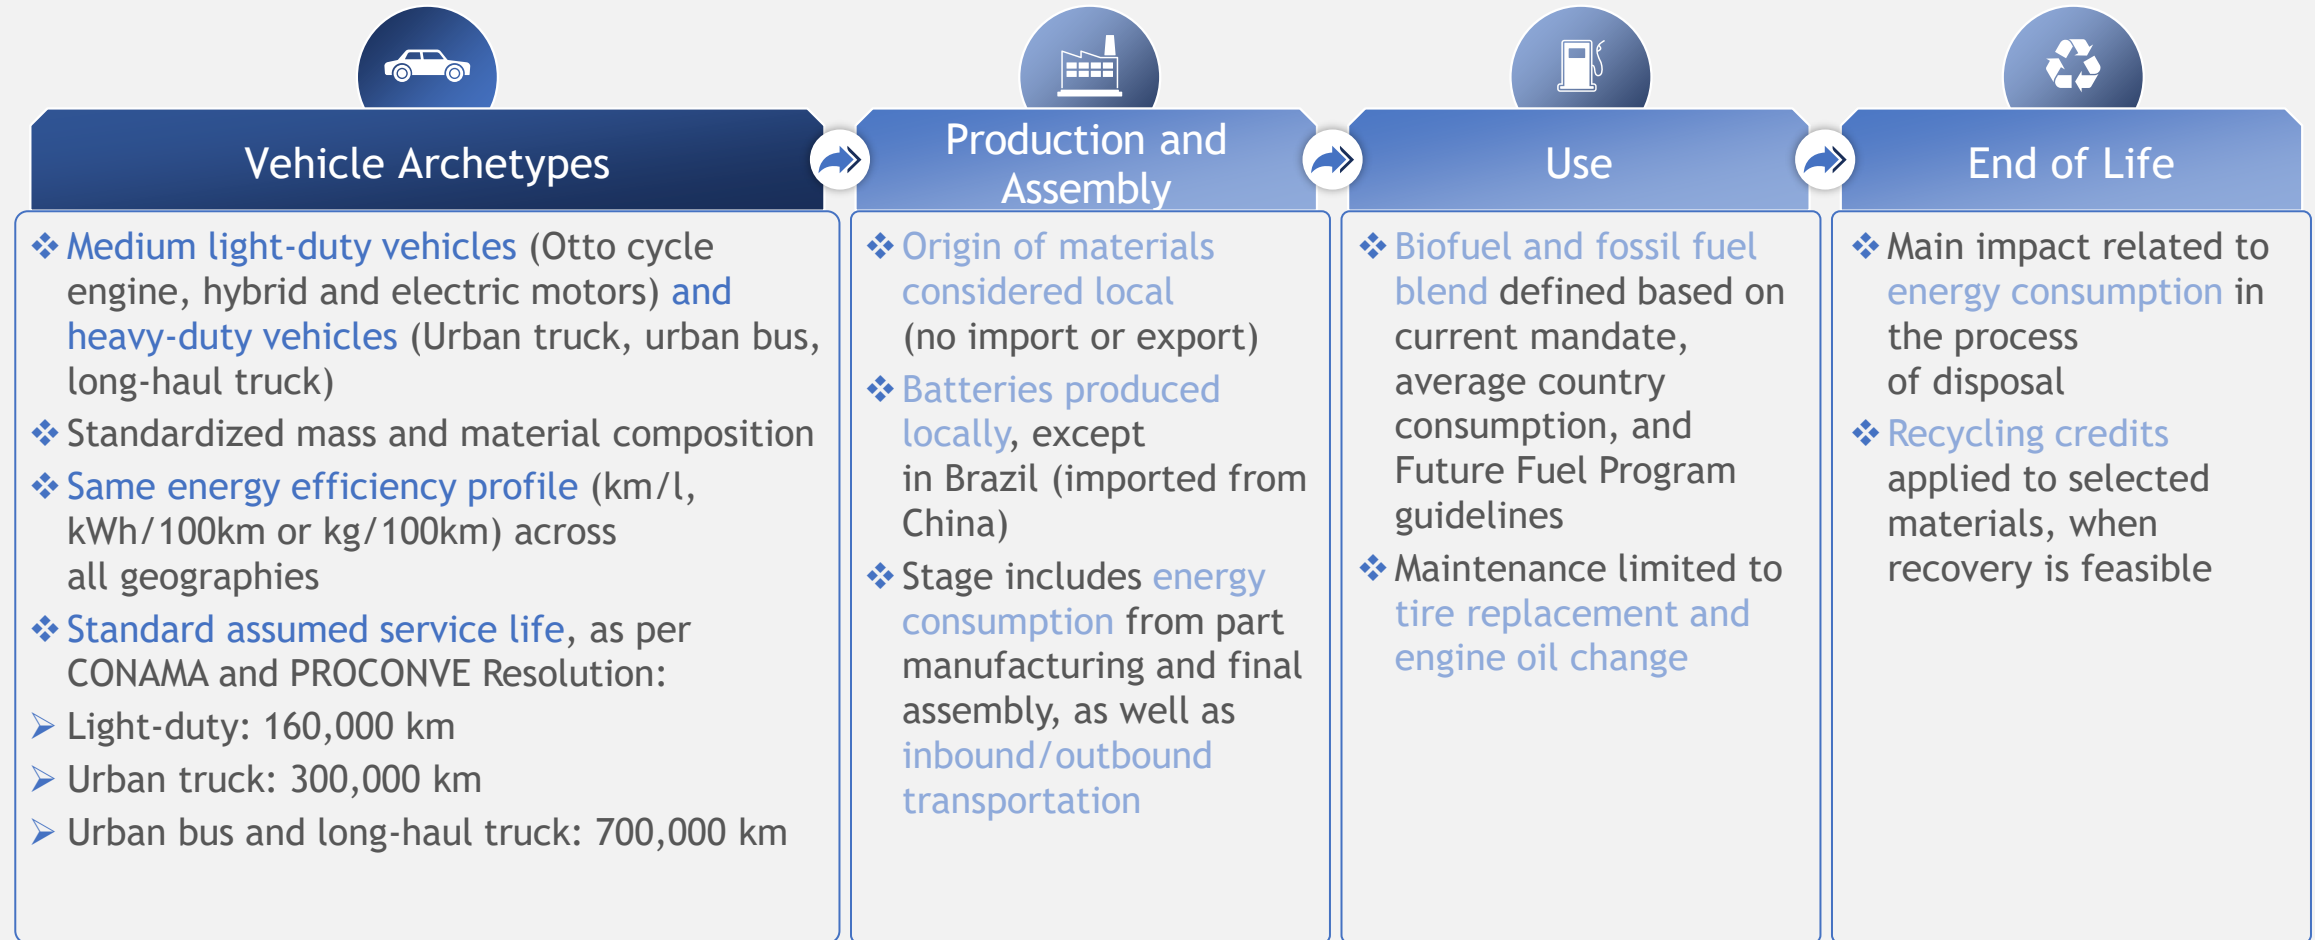 Vehicle Archetypes
❖ Medium light-duty vehicles (Otto cycle
engine, hybrid and electric motors) and
heavy-duty vehicles (Urban truck, urban bus,
long-haul truck)
❖ Standardized mass and material composition
❖ Same energy efficiency profile (km/l,
kWh/100km or kg/100km) across
all geographies
❖ Standard assumed service life, as per
CONAMA and PROCONVE Resolution:
➢ Light-duty: 160,000 km
➢ Urban truck: 300,000 km
➢ Urban bus and long-haul truck: 700,000 km
Production and
Assembly
❖ Origin of materials
considered local
(no import or export)
❖ Batteries produced
locally, except
in Brazil (imported from
China)
❖ Stage includes energy
consumption from part
manufacturing and final
assembly, as well as
inbound/outbound
transportation
Use
❖ Biofuel and fossil fuel
blend defined based on
current mandate,
average country
consumption, and
Future Fuel Program
guidelines
❖ Maintenance limited to
tire replacement and
engine oil change
End of Life
❖ Main impact related to
energy consumption in
the process
of disposal
❖ Recycling credits
applied to selected
materials, when
recovery is feasible